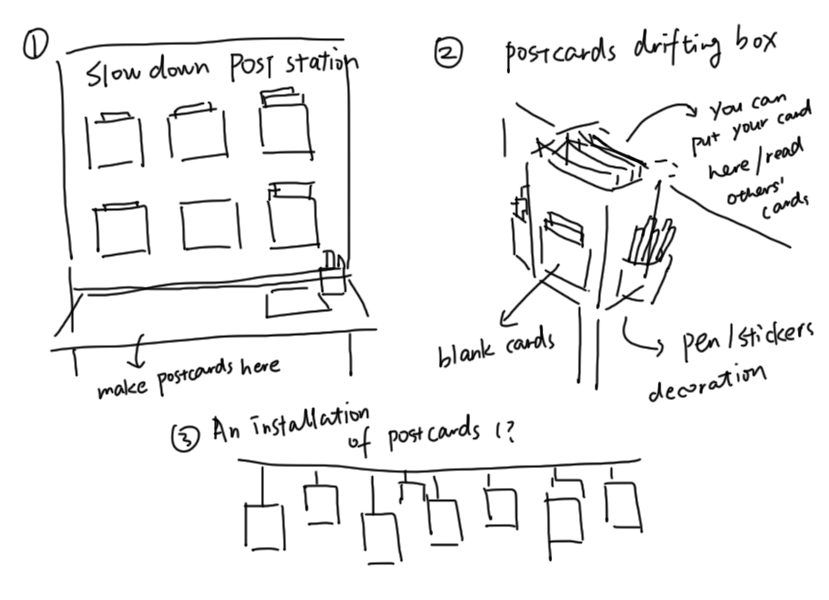 ①
Slow down Post station
make postcards here
② postcards drifting box
you can
put your card
here/read
others'
cards
blank cards
pen/stickers
decoration
③ An installation
of postcards !?